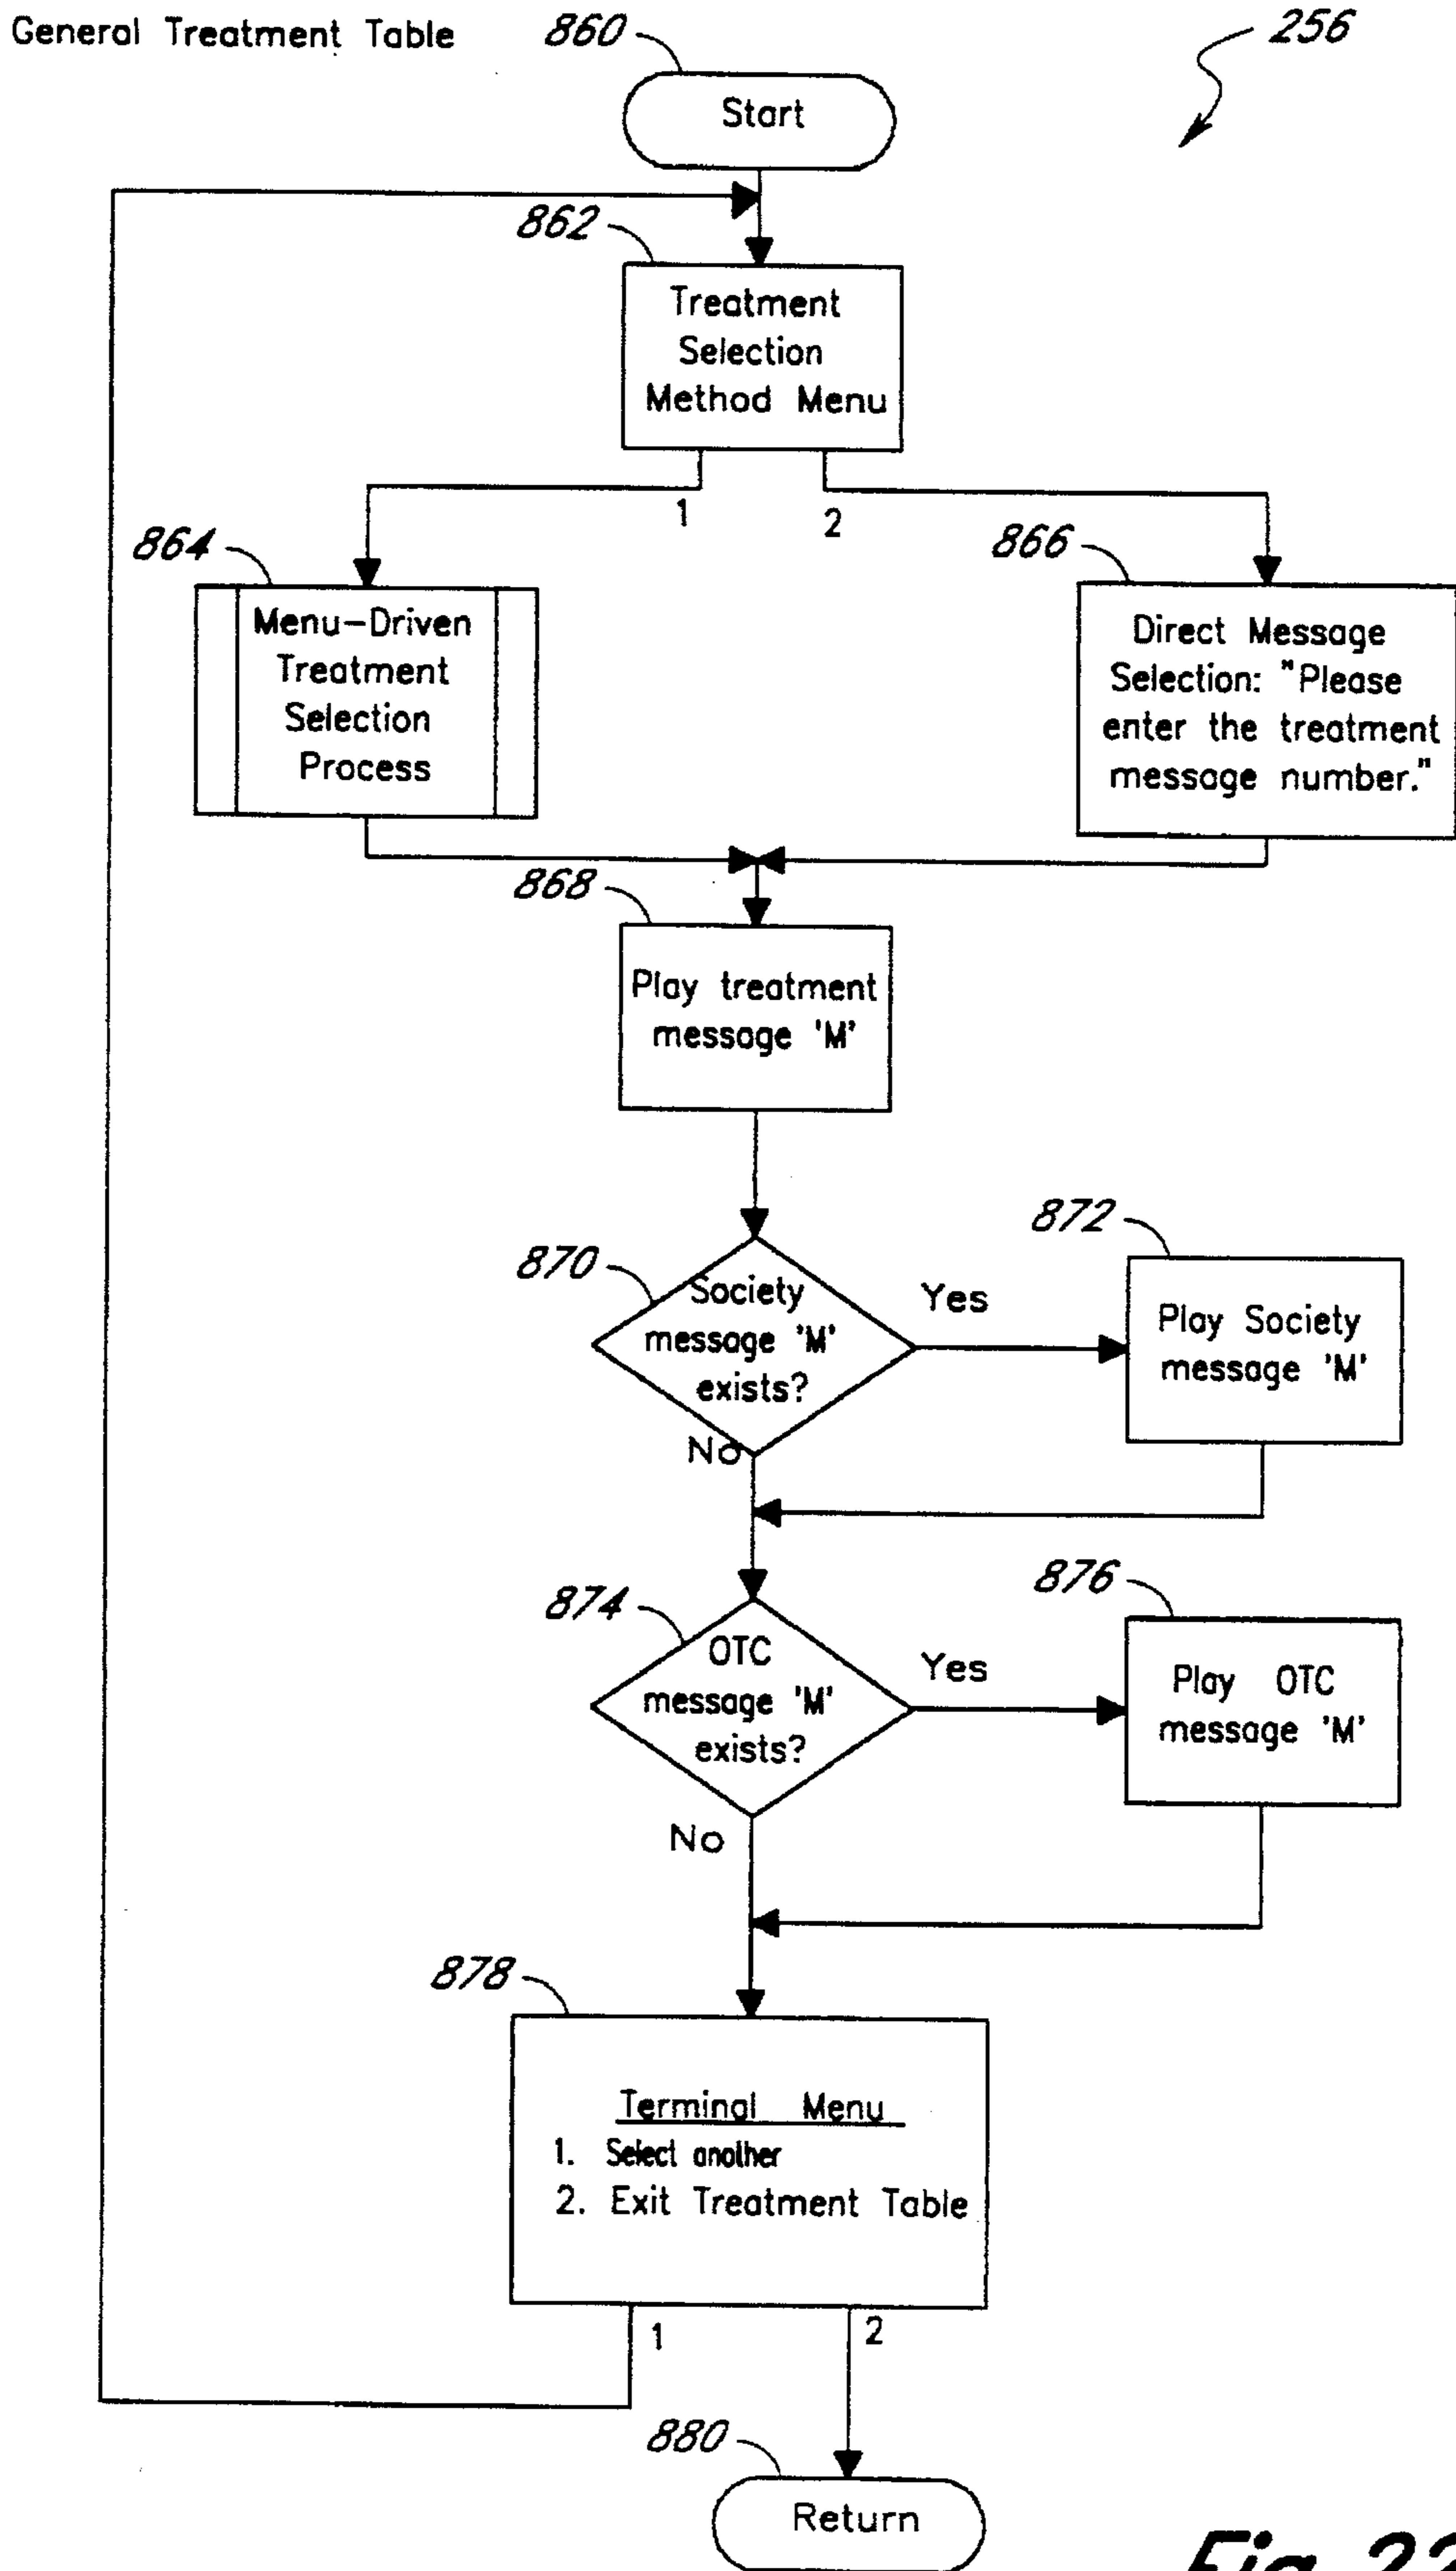 General Treatment Table
860
256
Start
862
Treatment
Selection
Method Menu
1
2
864
866
Menu-Driven
Treatment
Selection
Process
Direct Message
Selection: "Please
enter the treatment
message number."
868
Play treatment
message 'M'
870
Society
message 'M'
exists?
Yes
872
Play Society
message 'M'
No
874
OTC
message 'M'
exists?
Yes
876
Play OTC
message 'M'
No
878
Terminal Menu
1. Select another
2. Exit Treatment Table
1
2
880
Return